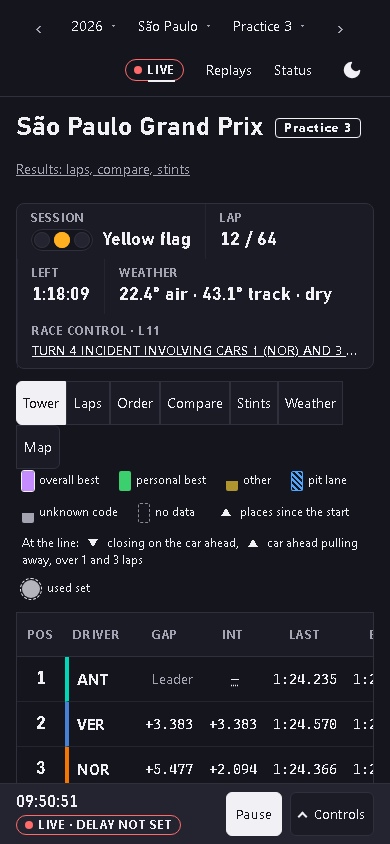 2026 São Paulo Practice 3
LIVE Replays Status
São Paulo Grand Prix Practice 3
Results: laps, compare, stints
SESSION LAP
Yellow flag 12 / 64
LEFT WEATHER
1:18:09 22.4° air · 43.1° track · dry
RACE CONTROL · L11
TURN 4 INCIDENT INVOLVING CARS 1 (NOR) AND 3 ...
Tower Laps Order Compare Stints Weather
Map
overall best personal best other pit lane
unknown code no data ▲ places since the start
At the line: ▼ closing on the car ahead, ▲ car ahead pulling
away, over 1 and 3 laps
used set
POS DRIVER GAP INT LAST
1 ANT Leader — 1:24.235
2 VER +3.383 +3.383 1:24.570
3 NOR +5.477 +2.094 1:24.366
09:50:51
LIVE · DELAY NOT SET Pause Controls